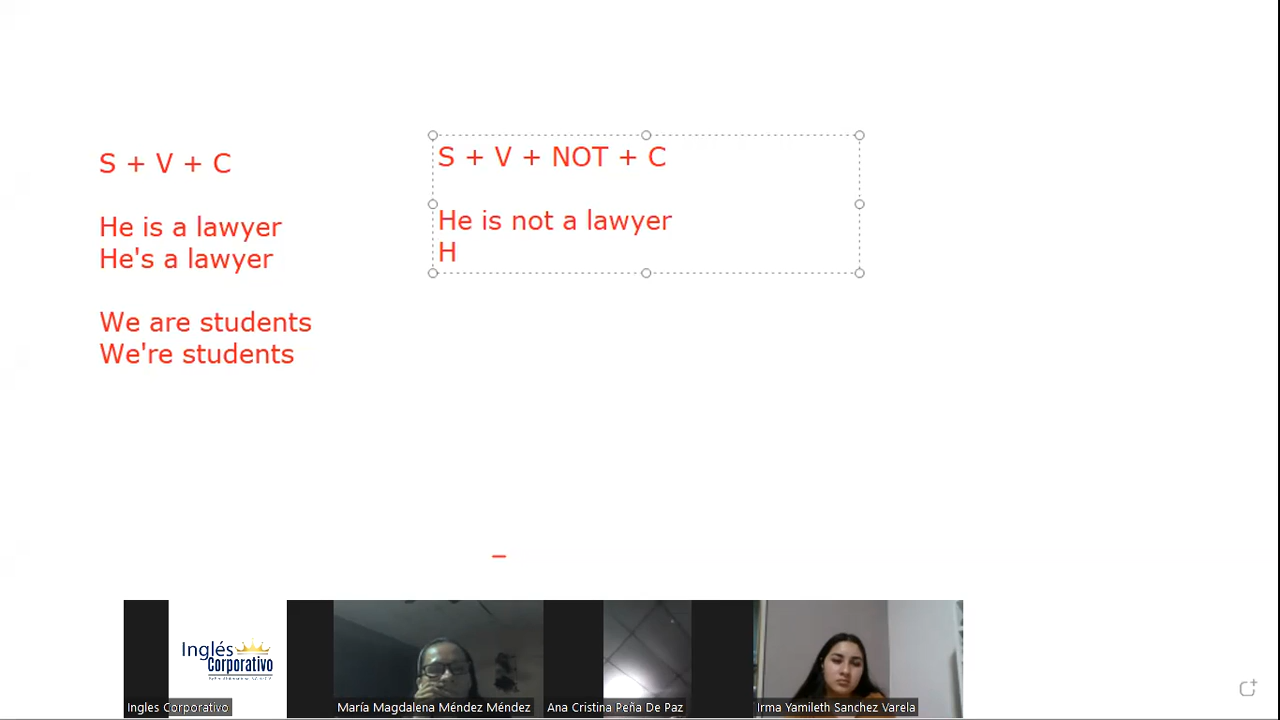 S + V + C
He is a lawyer
He's a lawyer
We are students
We're students
S + V + NOT + C
He is not a lawyer
H
Inglés
Corporativo
Ingles Corporativo
María Magdalena Méndez Méndez
Ana Cristina Peña De Paz
Irma Yamileth Sanchez Varela